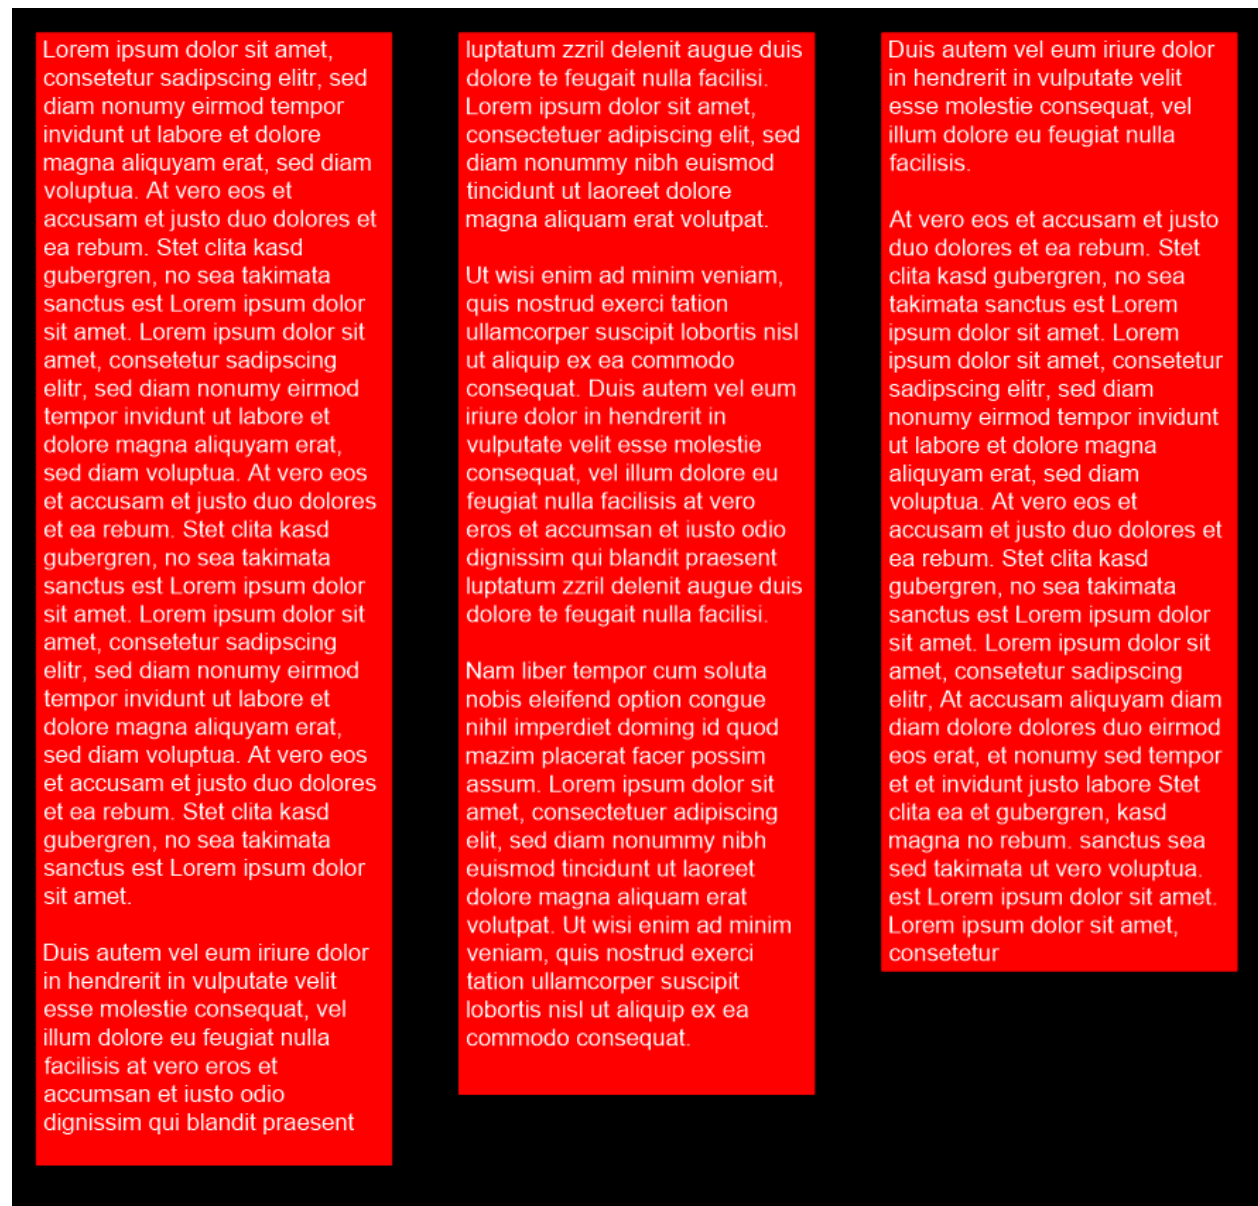 Lorem ipsum dolor sit amet,
consetetur sadipscing elitr, sed
diam nonumy eirmod tempor
invidunt ut labore et dolore
magna aliquyam erat, sed diam
voluptua. At vero eos et
accusam et justo duo dolores et
ea rebum. Stet clita kasd
gubergren, no sea takimata
sanctus est Lorem ipsum dolor
sit amet. Lorem ipsum dolor sit
amet, consetetur sadipscing
elitr, sed diam nonumy eirmod
tempor invidunt ut labore et
dolore magna aliquyam erat,
sed diam voluptua. At vero eos
et accusam et justo duo dolores
et ea rebum. Stet clita kasd
gubergren, no sea takimata
sanctus est Lorem ipsum dolor
sit amet. Lorem ipsum dolor sit
amet, consetetur sadipscing
elitr, sed diam nonumy eirmod
tempor invidunt ut labore et
dolore magna aliquyam erat,
sed diam voluptua. At vero eos
et accusam et justo duo dolores
et ea rebum. Stet clita kasd
gubergren, no sea takimata
sanctus est Lorem ipsum dolor
sit amet.
Duis autem vel eum iriure dolor
in hendrerit in vulputate velit
esse molestie consequat, vel
illum dolore eu feugiat nulla
facilisis at vero eros et
accumsan et iusto odio
dignissim qui blandit praesent
luptatum zzril delenit augue duis
dolore te feugait nulla facilisi.
Lorem ipsum dolor sit amet,
consectetuer adipiscing elit, sed
diam nonummy nibh euismod
tincidunt ut laoreet dolore
magna aliquam erat volutpat.
Ut wisi enim ad minim veniam,
quis nostrud exerci tation
ullamcorper suscipit lobortis nisl
ut aliquip ex ea commodo
consequat. Duis autem vel eum
iriure dolor in hendrerit in
vulputate velit esse molestie
consequat, vel illum dolore eu
feugiat nulla facilisis at vero
eros et accumsan et iusto odio
dignissim qui blandit praesent
luptatum zzril delenit augue duis
dolore te feugait nulla facilisi.
Nam liber tempor cum soluta
nobis eleifend option congue
nihil imperdiet doming id quod
mazim placerat facer possim
assum. Lorem ipsum dolor sit
amet, consectetuer adipiscing
elit, sed diam nonummy nibh
euismod tincidunt ut laoreet
dolore magna aliquam erat
volutpat. Ut wisi enim ad minim
veniam, quis nostrud exerci
tation ullamcorper suscipit
lobortis nisl ut aliquip ex ea
commodo consequat.
Duis autem vel eum iriure dolor
in hendrerit in vulputate velit
esse molestie consequat, vel
illum dolore eu feugiat nulla
facilisis.
At vero eos et accusam et justo
duo dolores et ea rebum. Stet
clita kasd gubergren, no sea
takimata sanctus est Lorem
ipsum dolor sit amet. Lorem
ipsum dolor sit amet, consetetur
sadipscing elitr, sed diam
nonumy eirmod tempor invidunt
ut labore et dolore magna
aliquyam erat, sed diam
voluptua. At vero eos et
accusam et justo duo dolores et
ea rebum. Stet clita kasd
gubergren, no sea takimata
sanctus est Lorem ipsum dolor
sit amet. Lorem ipsum dolor sit
amet, consetetur sadipscing
elitr, At accusam aliquyam diam
diam dolore dolores duo eirmod
eos erat, et nonumy sed tempor
et et invidunt justo labore Stet
clita ea et gubergren, kasd
magna no rebum. sanctus sea
sed takimata ut vero voluptua.
est Lorem ipsum dolor sit amet.
Lorem ipsum dolor sit amet,
consetetur